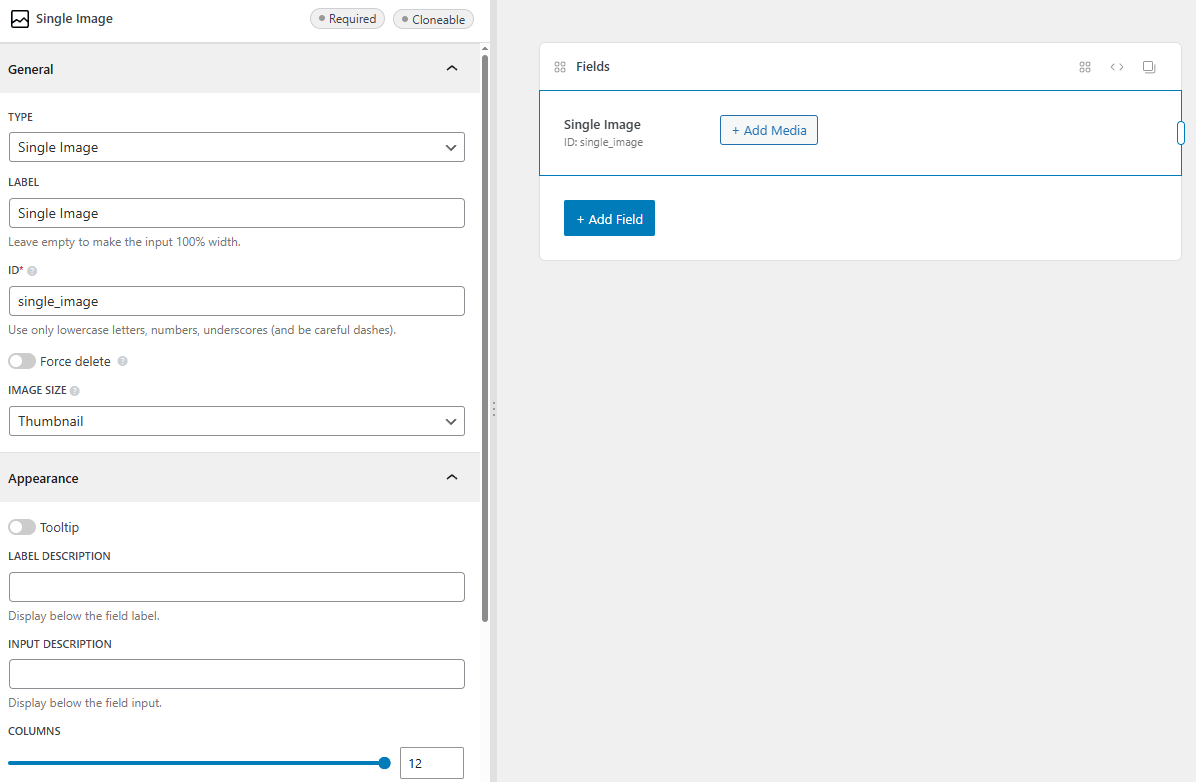 Single Image
Required
Cloneable
General
TYPE
Single Image
LABEL
Single Image
Leave empty to make the input 100% width.
ID*
single_image
Use only lowercase letters, numbers, underscores (and be careful dashes).
Force delete
IMAGE SIZE
Thumbnail
Appearance
Tooltip
LABEL DESCRIPTION
Display below the field label.
INPUT DESCRIPTION
Display below the field input.
COLUMNS
12
Fields
Single Image
ID: single_image
+ Add Media
+ Add Field